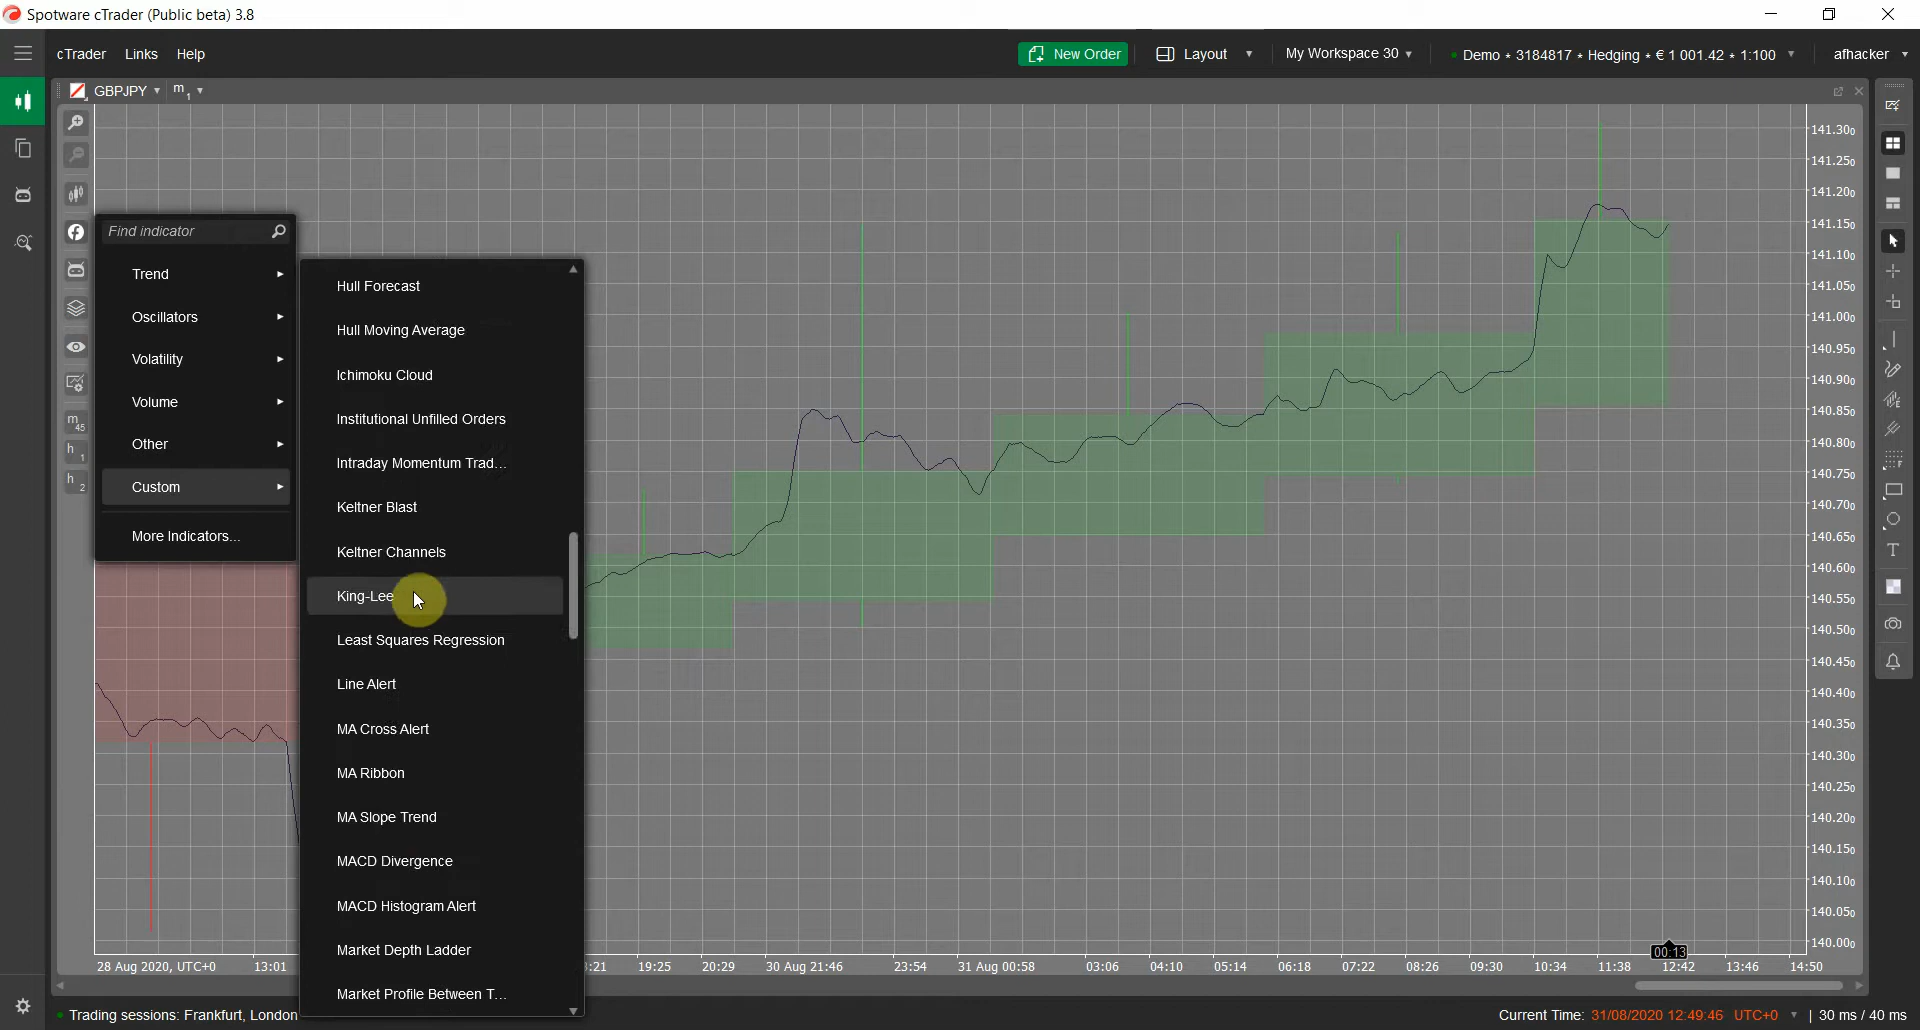 Spotware cTrader (Public beta) 3.8
cTrader Links Help
New Order Layout My Workspace 30 Demo • 3184817 • Hedging • € 1 001.42 • 1:100 afhacker
GBPJPY m1
Find indicator
Trend
Oscillators
Volatility
Volume
Other
Custom
More Indicators...
m45
h1
h2
Hull Forecast
Hull Moving Average
Ichimoku Cloud
Institutional Unfilled Orders
Intraday Momentum Trad...
Keltner Blast
Keltner Channels
King-Lee
Least Squares Regression
Line Alert
MA Cross Alert
MA Ribbon
MA Slope Trend
MACD Divergence
MACD Histogram Alert
Market Depth Ladder
Market Profile Between T...
141.300
141.250
141.200
141.150
141.100
141.050
141.000
140.950
140.900
140.850
140.800
140.750
140.700
140.650
140.600
140.550
140.500
140.450
140.400
140.350
140.300
140.250
140.200
140.150
140.100
140.050
140.000
T
00:13
28 Aug 2020, UTC+0 13:01 :21 19:25 20:29 30 Aug 21:46 23:54 31 Aug 00:58 03:06 04:10 05:14 06:18 07:22 08:26 09:30 10:34 11:38 12:42 13:46 14:50
Trading sessions: Frankfurt, London
Current Time: 31/08/2020 12:49:46 UTC+0 | 30 ms / 40 ms